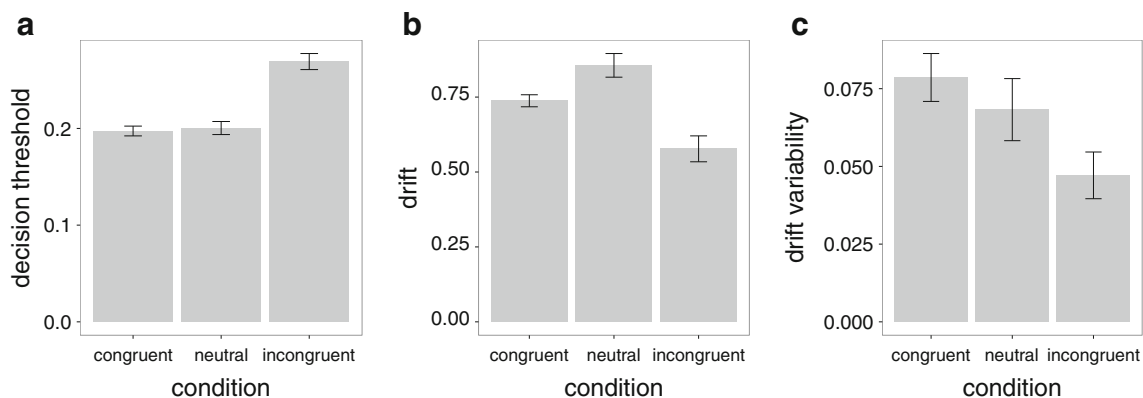 a
decision threshold
0.2
0.1
0.0
congruent neutral incongruent
condition
b
drift
0.75
0.50
0.25
0.00
congruent neutral incongruent
condition
c
drift variability
0.075
0.050
0.025
0.000
congruent neutral incongruent
condition